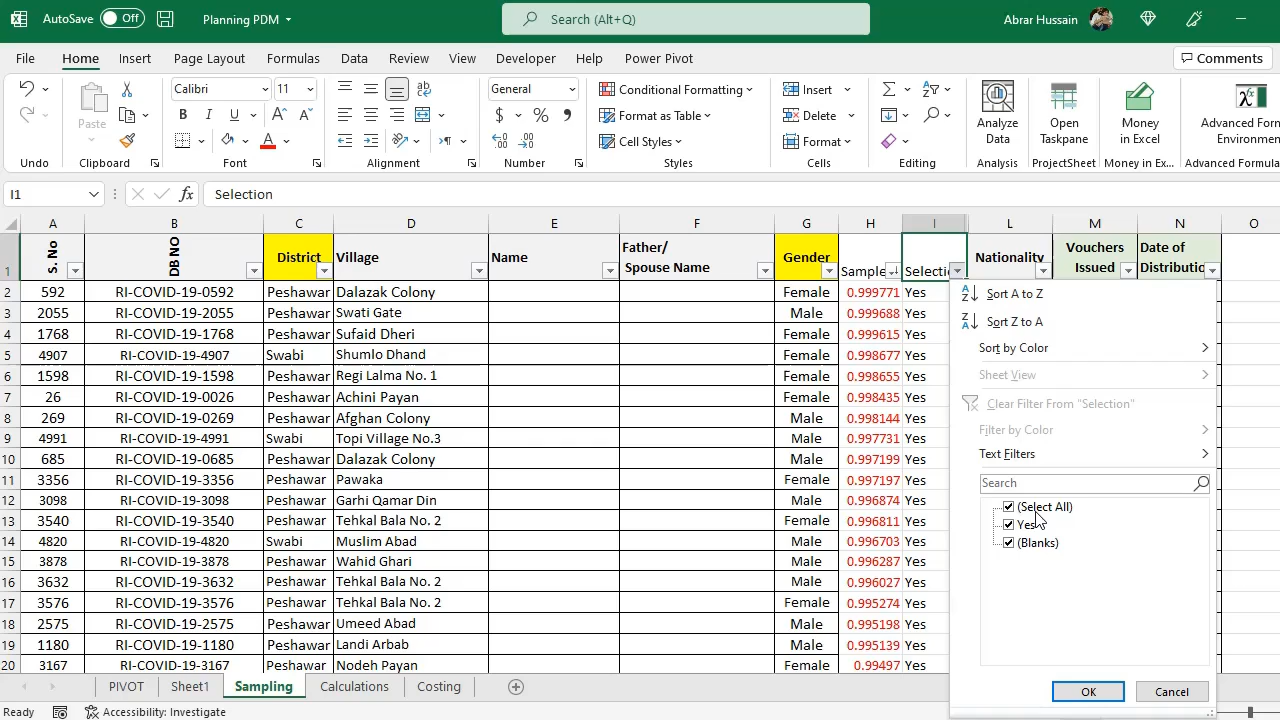 AutoSave Off Planning PDM Search (Alt+Q) Abrar Hussain
File Home Insert Page Layout Formulas Data Review View Developer Help Power Pivot Comments
Calibri 11 General Conditional Formatting Insert
Paste B I U A $ % Format as Table Delete Analyze Data Open Taskpane Money in Excel Advanced Form Environmen
Cell Styles Format
Undo Clipboard Font Alignment Number Styles Cells Editing Analysis ProjectSheet Money in Ex... Advanced Formula
I1 fx Selection
A B C D E F G H I L M N O
1 S. No DB NO District Village Name Father/ Spouse Name Gender Sample Selectio Nationality Vouchers Issued Date of Distributio
2 592 RI-COVID-19-0592 Peshawar Dalazak Colony Female 0.999771 Yes
3 2055 RI-COVID-19-2055 Peshawar Swati Gate Male 0.999688 Yes
4 1768 RI-COVID-19-1768 Peshawar Sufaid Dheri Female 0.999615 Yes
5 4907 RI-COVID-19-4907 Swabi Shumlo Dhand Female 0.998677 Yes
6 1598 RI-COVID-19-1598 Peshawar Regi Lalma No. 1 Female 0.998655 Yes
7 26 RI-COVID-19-0026 Peshawar Achini Payan Female 0.998435 Yes
8 269 RI-COVID-19-0269 Peshawar Afghan Colony Male 0.998144 Yes
9 4991 RI-COVID-19-4991 Swabi Topi Village No.3 Male 0.997731 Yes
10 685 RI-COVID-19-0685 Peshawar Dalazak Colony Male 0.997199 Yes
11 3356 RI-COVID-19-3356 Peshawar Pawaka Female 0.997197 Yes
12 3098 RI-COVID-19-3098 Peshawar Garhi Qamar Din Male 0.996874 Yes
13 3540 RI-COVID-19-3540 Peshawar Tehkal Bala No. 2 Female 0.996811 Yes
14 4820 RI-COVID-19-4820 Swabi Muslim Abad Male 0.996703 Yes
15 3878 RI-COVID-19-3878 Peshawar Wahid Ghari Male 0.996287 Yes
16 3632 RI-COVID-19-3632 Peshawar Tehkal Bala No. 2 Male 0.996027 Yes
17 3576 RI-COVID-19-3576 Peshawar Tehkal Bala No. 2 Female 0.995274 Yes
18 2575 RI-COVID-19-2575 Peshawar Umeed Abad Male 0.995198 Yes
19 1180 RI-COVID-19-1180 Peshawar Landi Arbab Male 0.995139 Yes
20 3167 RI-COVID-19-3167 Peshawar Nodeh Payan Female 0.99497 Yes
Sort A to Z
Sort Z to A
Sort by Color
Sheet View
Clear Filter From "Selection"
Filter by Color
Text Filters
Search
(Select All)
Yes
(Blanks)
OK Cancel
PIVOT Sheet1 Sampling Calculations Costing
Ready Accessibility: Investigate